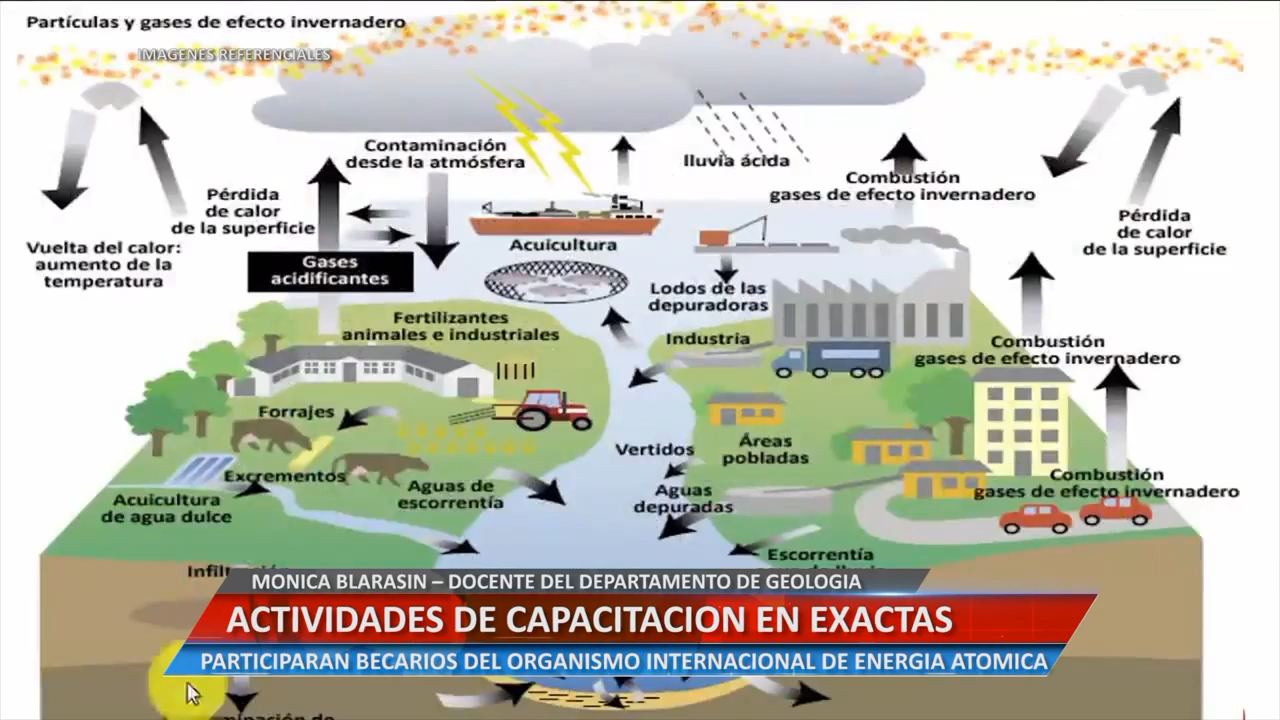 Partículas y gases de efecto invernadero
IMAGENES REFERENCIALES
Contaminación
desde la atmósfera
lluvia ácida
Combustión
gases de efecto invernadero
Pérdida
de calor
de la superficie
Pérdida
de calor
de la superficie
Vuelta del calor:
aumento de la
temperatura
Gases
acidificantes
Acuicultura
Lodos de las
depuradoras
Fertilizantes
animales e industriales
Industria
Combustión
gases de efecto invernadero
Forrajes
Vertidos
Áreas
pobladas
Excrementos
Aguas de
escorrentía
Aguas
depuradas
Combustión
gases de efecto invernadero
Acuicultura
de agua dulce
Escorrentía
MONICA BLARASIN – DOCENTE DEL DEPARTAMENTO DE GEOLOGIA
ACTIVIDADES DE CAPACITACION EN EXACTAS
PARTICIPARAN BECARIOS DEL ORGANISMO INTERNACIONAL DE ENERGIA ATOMICA